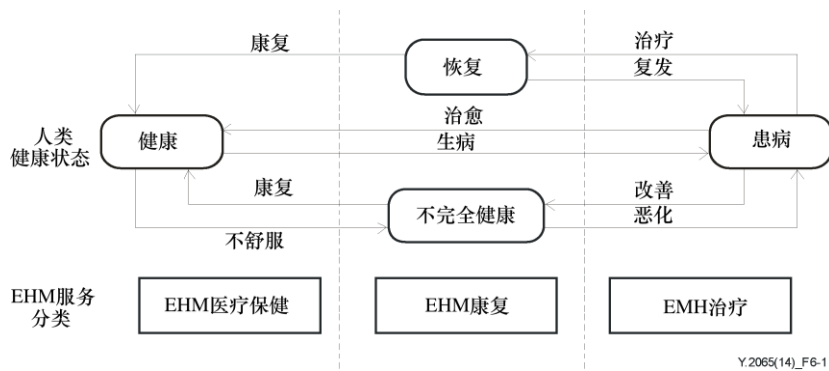 康复
恢复
治疗
复发
人类
健康状态
健康
治愈
生病
患病
康复
不完全健康
改善
恶化
不舒服
EHM服务
分类
EHM医疗保健
EHM康复
EMH治疗
Y.2065(14)_F6-1